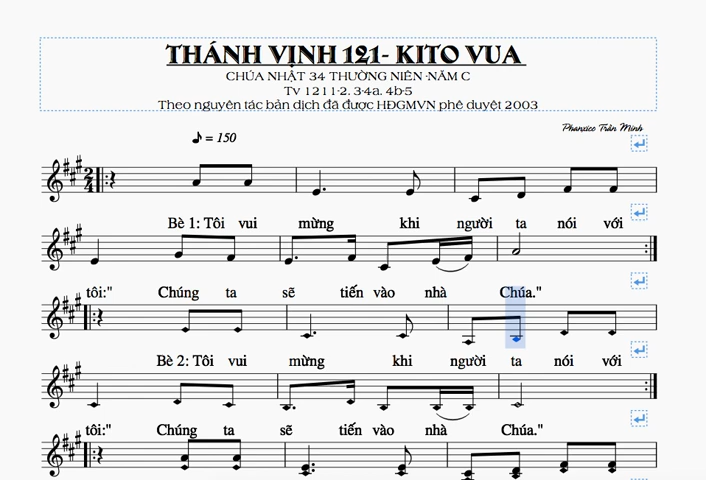 THÁNH VỊNH 121- KITO VUA
CHÚA NHẬT 34 THƯỜNG NIÊN -NĂM C
Tv 1211-2. 3-4a. 4b-5
Theo nguyên tác bản dịch đã được HĐGMVN phê duyệt 2003
Phanxico Trần Minh
♪ = 150
2
4
Bè 1: Tôi vui mừng khi người ta nói với
tôi:" Chúng ta sẽ tiến vào nhà Chúa."
Bè 2: Tôi vui mừng khi người ta nói với
tôi:" Chúng ta sẽ tiến vào nhà Chúa."